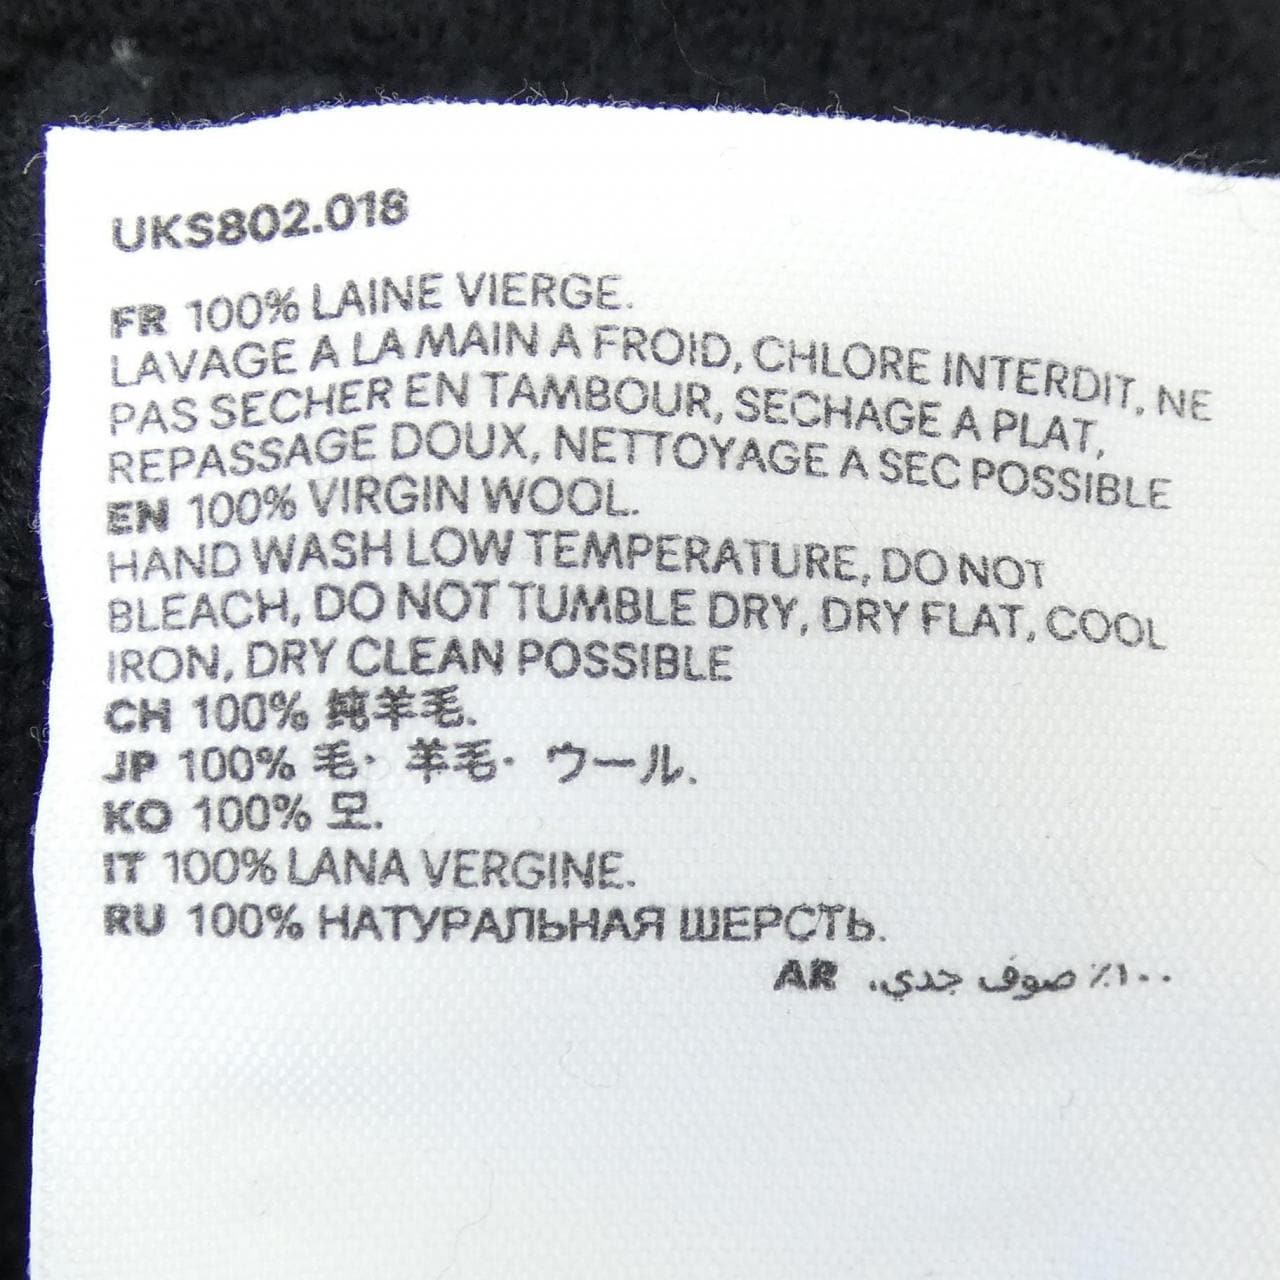 UKS802.018
FR 100% LAINE VIERGE.
LAVAGE A LA MAIN A FROID, CHLORE INTERDIT, NE
PAS SECHER EN TAMBOUR, SECHAGE A PLAT,
REPASSAGE DOUX, NETTOYAGE A SEC POSSIBLE
EN 100% VIRGIN WOOL.
HAND WASH LOW TEMPERATURE, DO NOT
BLEACH, DO NOT TUMBLE DRY, DRY FLAT, COOL
IRON, DRY CLEAN POSSIBLE
CH 100% 纯羊毛.
JP 100% 毛· 羊毛· ウール.
KO 100% 모.
IT 100% LANA VERGINE.
RU 100% НАТУРАЛЬНАЯ ШЕРСТЬ.
AR ١٠٠٪ صوف جدي.